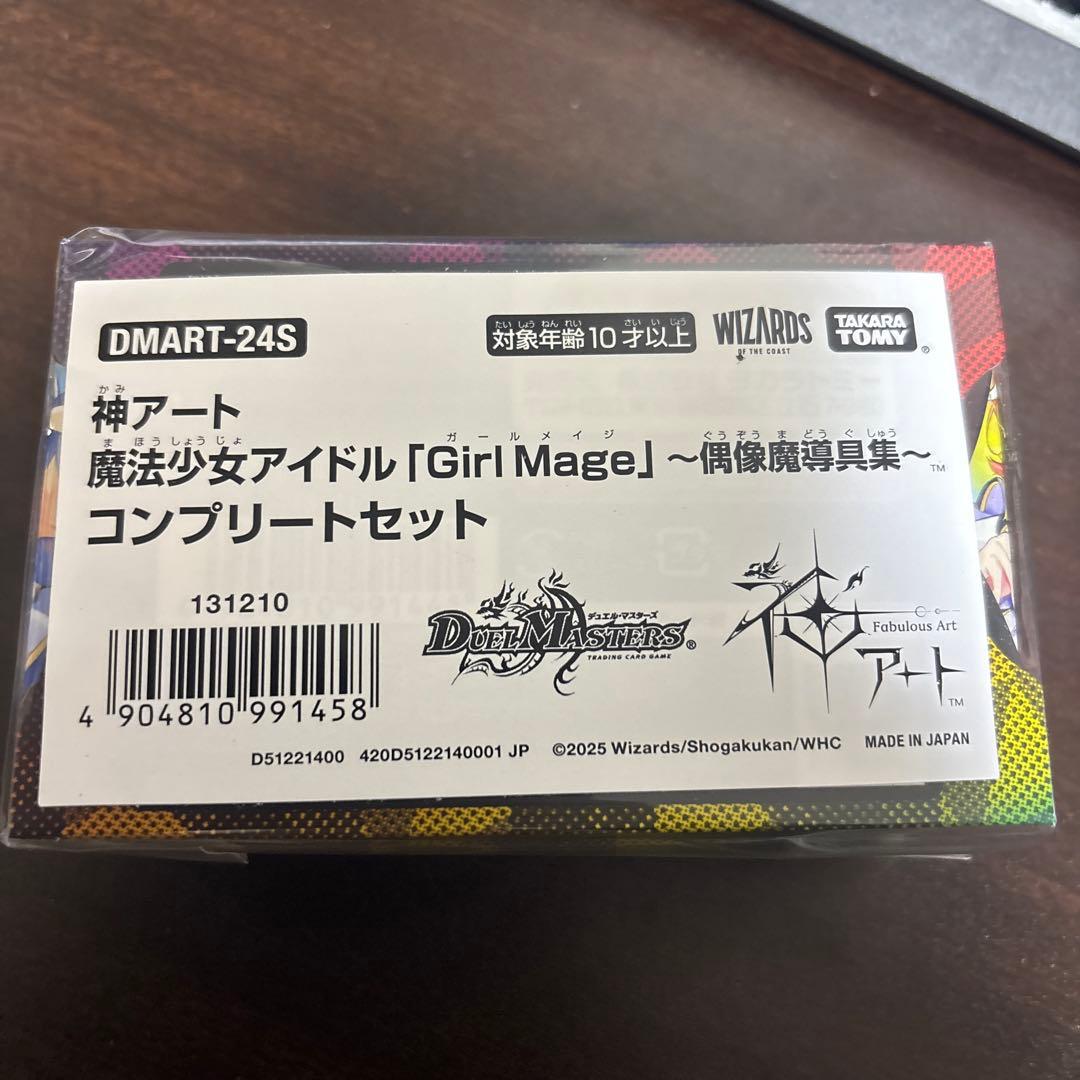 DMART-24S
たいしょうねんれい さいいじょう
対象年齢10才以上
WIZARDS
OF THE COAST
TAKARA
TOMY®
かみ
神アート
まほうしょうじょ ガールメイジ ぐうぞうまどうぐしゅう
魔法少女アイドル「Girl Mage」～偶像魔導具集～™
コンプリートセット
131210
4 904810 991458
デュエル・マスターズ
DUEL MASTERS®
TRADING CARD GAME
神
Fabulous Art
アート™
D51221400 420D5122140001 JP ©2025 Wizards/Shogakukan/WHC MADE IN JAPAN